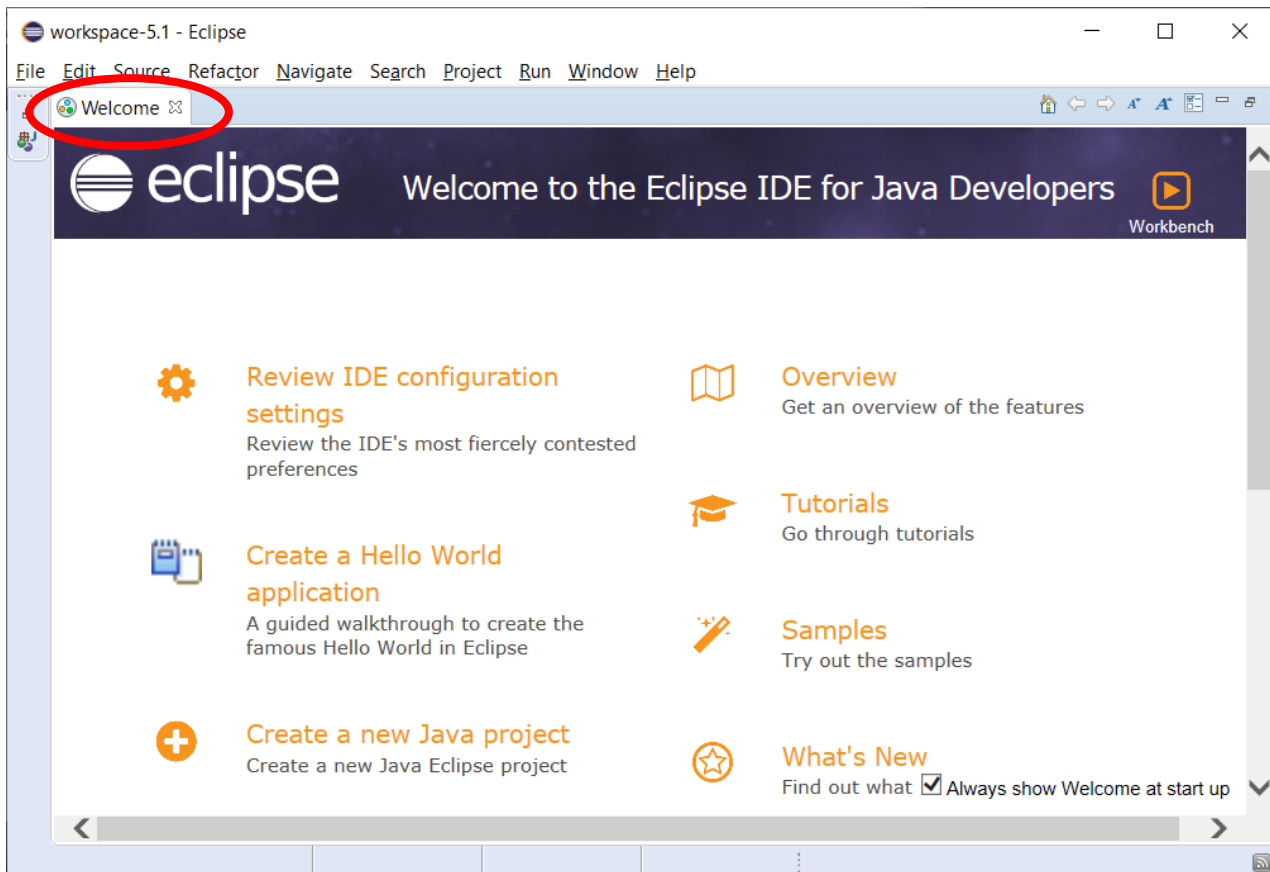 workspace-5.1 - Eclipse
File Edit Source Refactor Navigate Search Project Run Window Help
Welcome
eclipse Welcome to the Eclipse IDE for Java Developers
Workbench
Review IDE configuration
settings
Review the IDE's most fiercely contested
preferences
Overview
Get an overview of the features
Tutorials
Go through tutorials
Create a Hello World
application
A guided walkthrough to create the
famous Hello World in Eclipse
Samples
Try out the samples
Create a new Java project
Create a new Java Eclipse project
What's New
Find out what Always show Welcome at start up